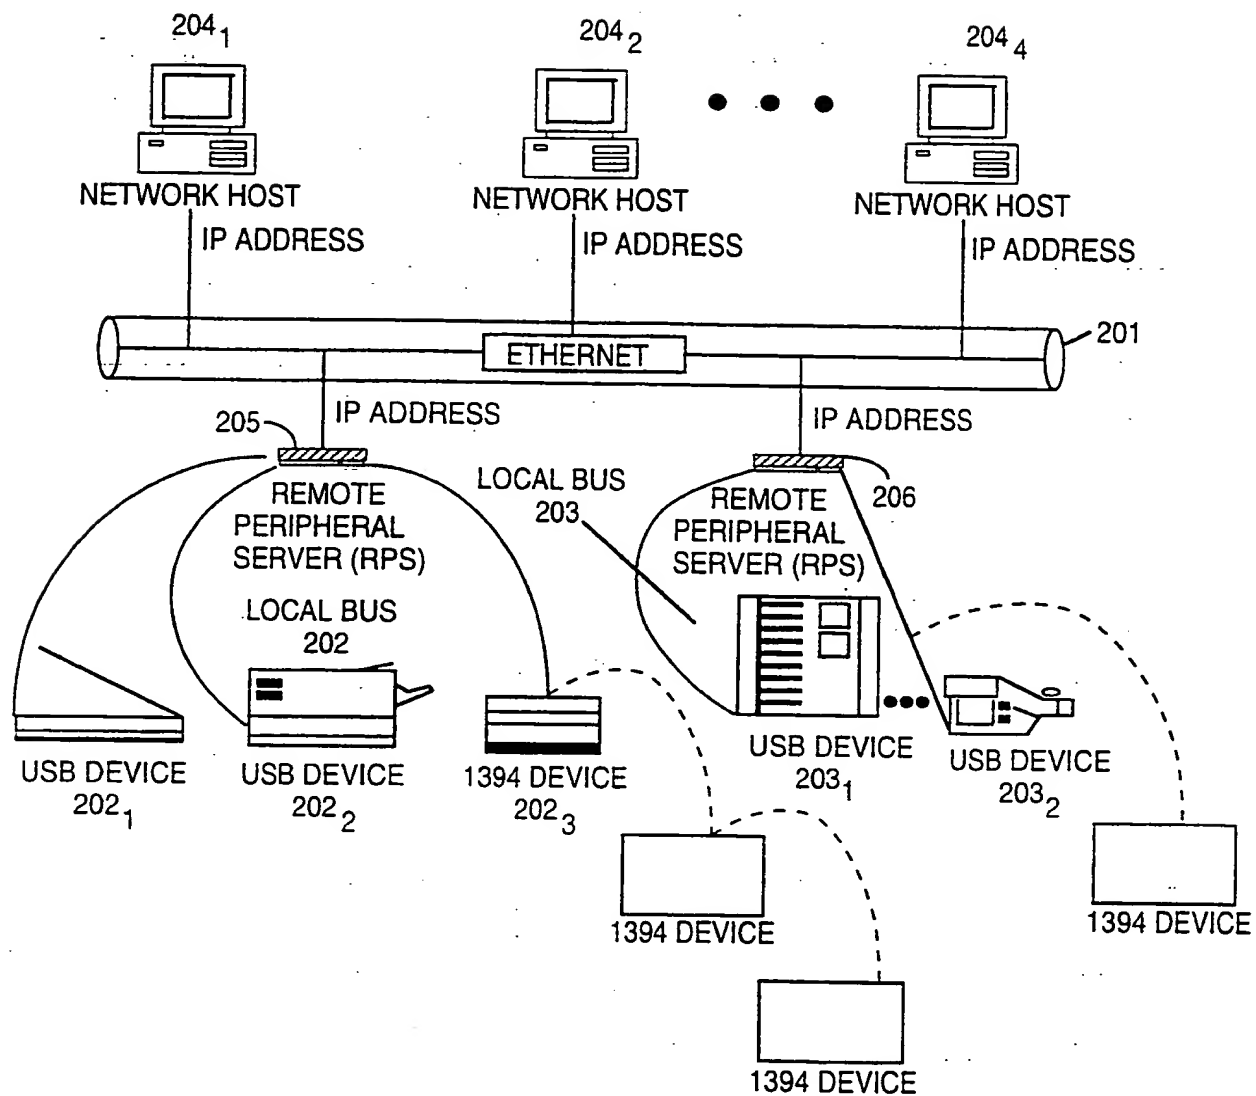 204 1
204 2
204 4
NETWORK HOST
NETWORK HOST
NETWORK HOST
IP ADDRESS
IP ADDRESS
IP ADDRESS
201
ETHERNET
IP ADDRESS
IP ADDRESS
205
206
REMOTE
PERIPHERAL
SERVER (RPS)
LOCAL BUS
203
REMOTE
PERIPHERAL
SERVER (RPS)
LOCAL BUS
202
USB DEVICE
202 1
USB DEVICE
202 2
1394 DEVICE
202 3
USB DEVICE
203 1
USB DEVICE
203 2
1394 DEVICE
1394 DEVICE
1394 DEVICE